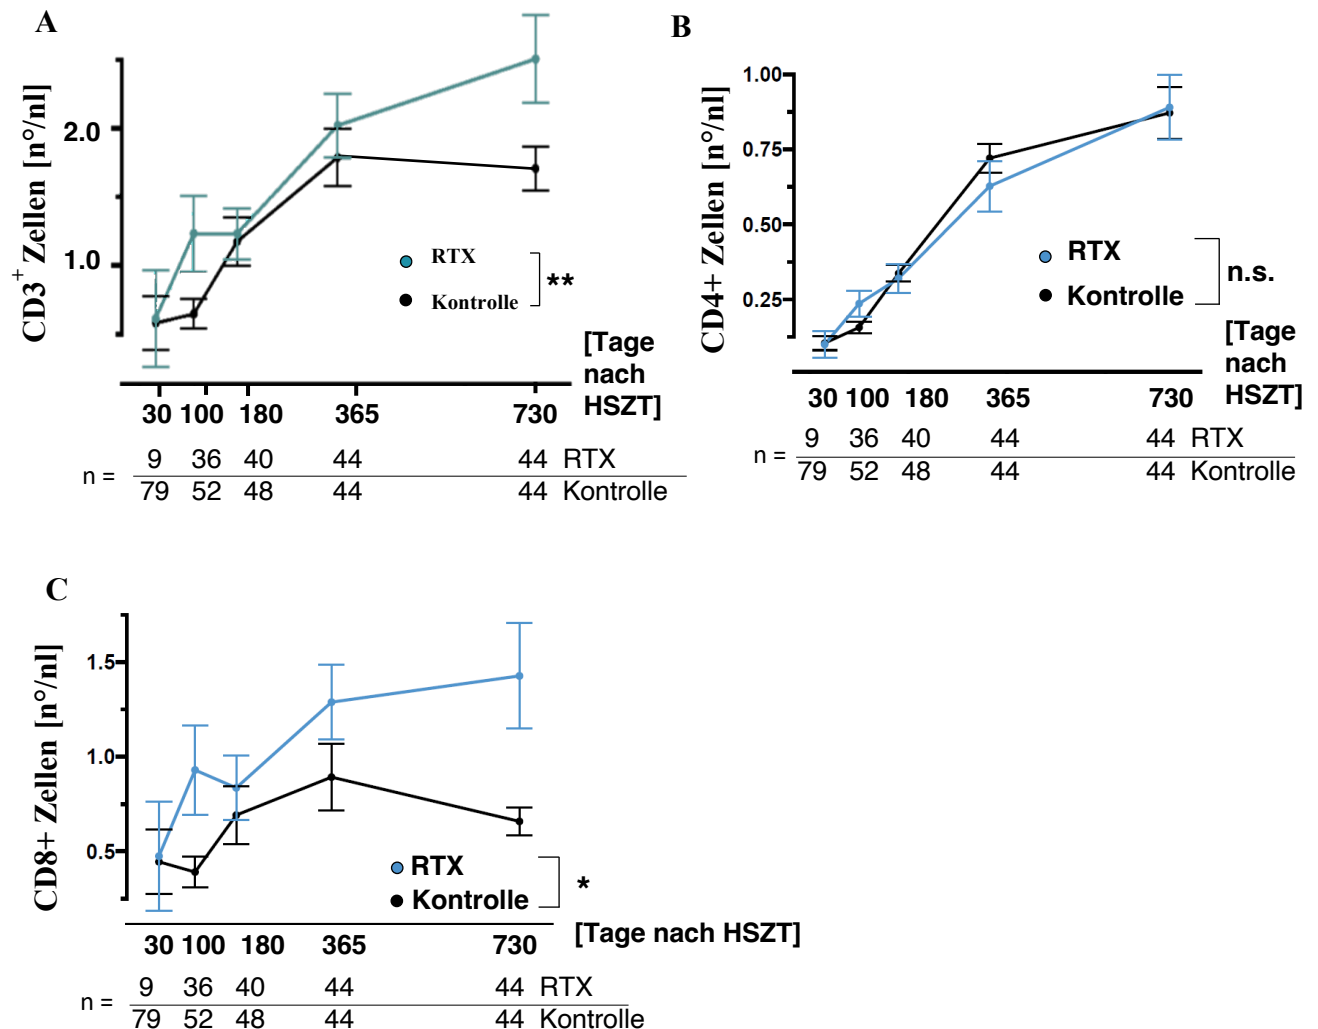 A
CD3+ Zellen [n°/nl]
2.0
1.0
RTX
Kontrolle
**
[Tage
nach
HSZT]
30 100 180 365 730
n =
9 36 40 44 44 RTX
79 52 48 44 44 Kontrolle
B
CD4+ Zellen [n°/nl]
1.00
0.75
0.50
0.25
RTX
Kontrolle
n.s.
[Tage
nach
HSZT]
30 100 180 365 730
n =
9 36 40 44 44 RTX
79 52 48 44 44 Kontrolle
C
CD8+ Zellen [n°/nl]
1.5
1.0
0.5
RTX
Kontrolle
*
30 100 180 365 730 [Tage nach HSZT]
n =
9 36 40 44 44 RTX
79 52 48 44 44 Kontrolle